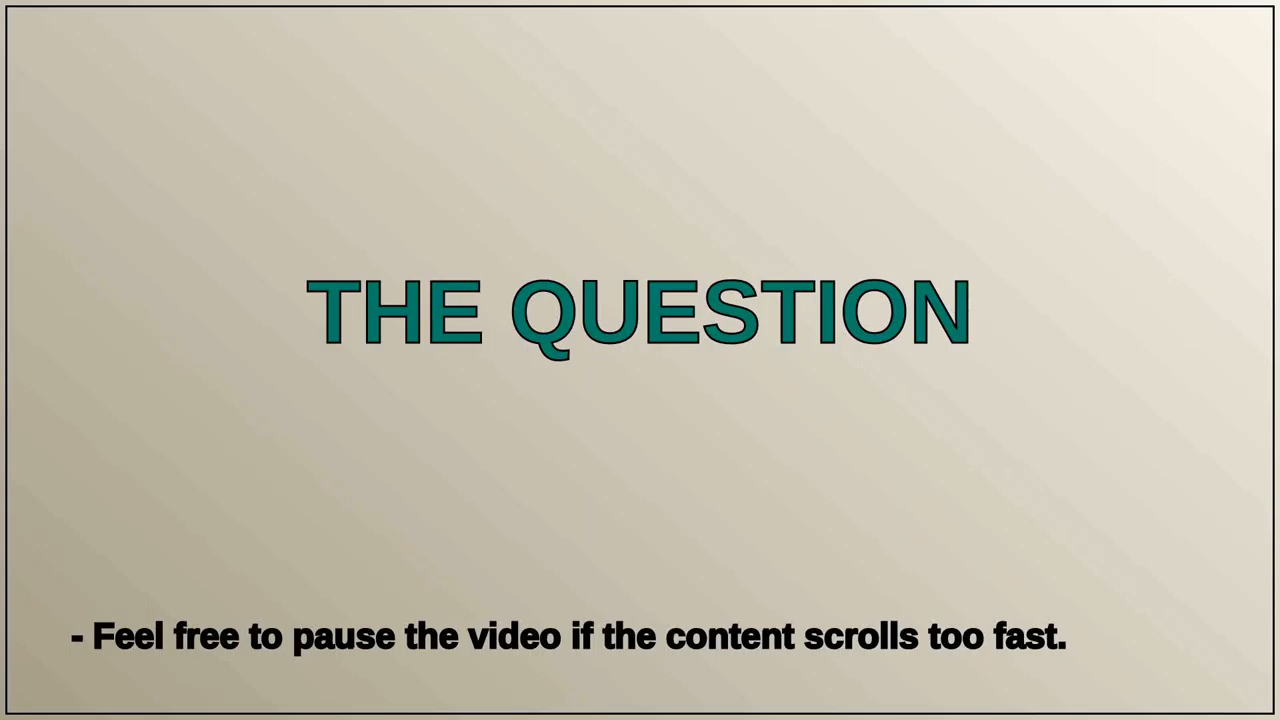 THE QUESTION
- Feel free to pause the video if the content scrolls too fast.